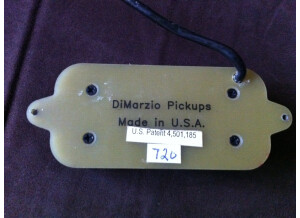 DiMarzio Pickups
Made in U.S.A.
U.S. Patent 4,501,185
720